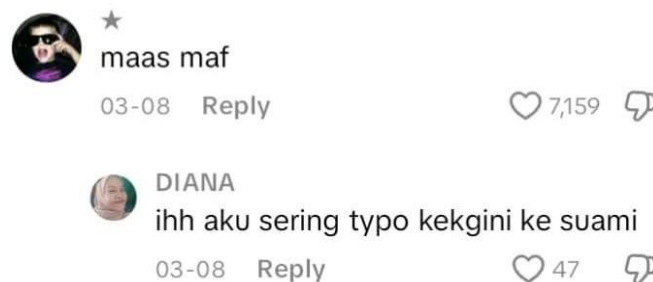 ★
maas maf
03-08 Reply 7,159
DIANA
ihh aku sering typo kekgini ke suami
03-08 Reply 47